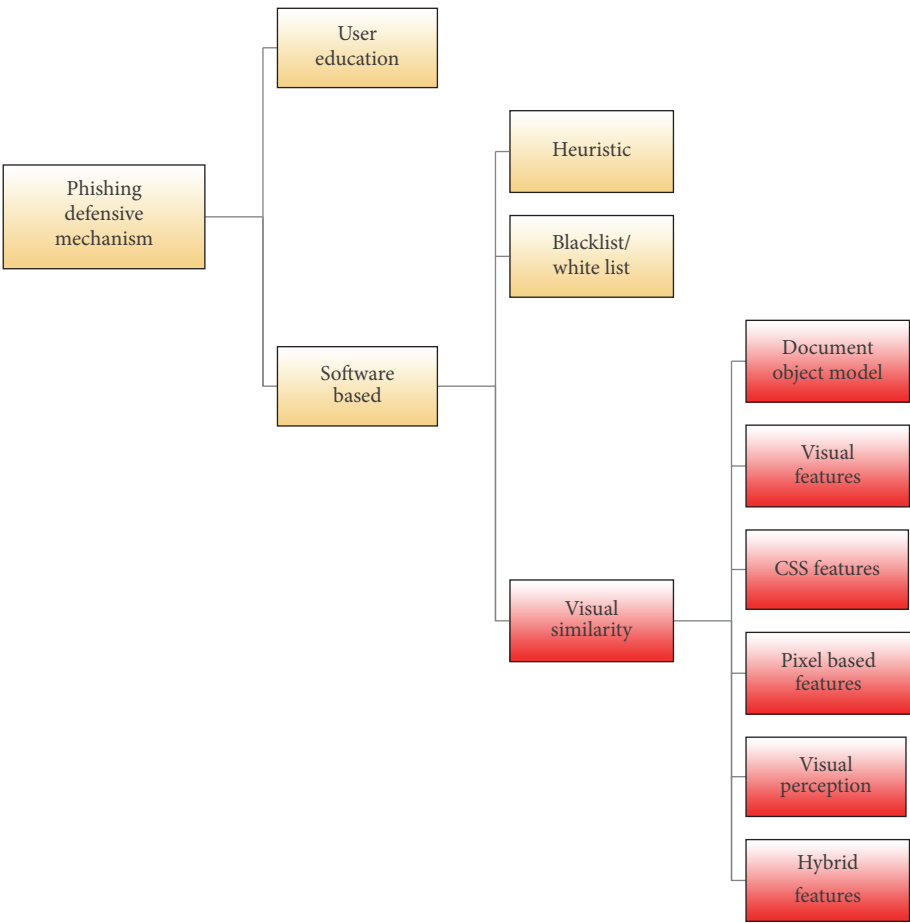 User
education
Phishing
defensive
mechanism
Heuristic
Blacklist/
white list
Software
based
Document
object model
Visual
features
CSS features
Visual
similarity
Pixel based
features
Visual
perception
Hybrid
features